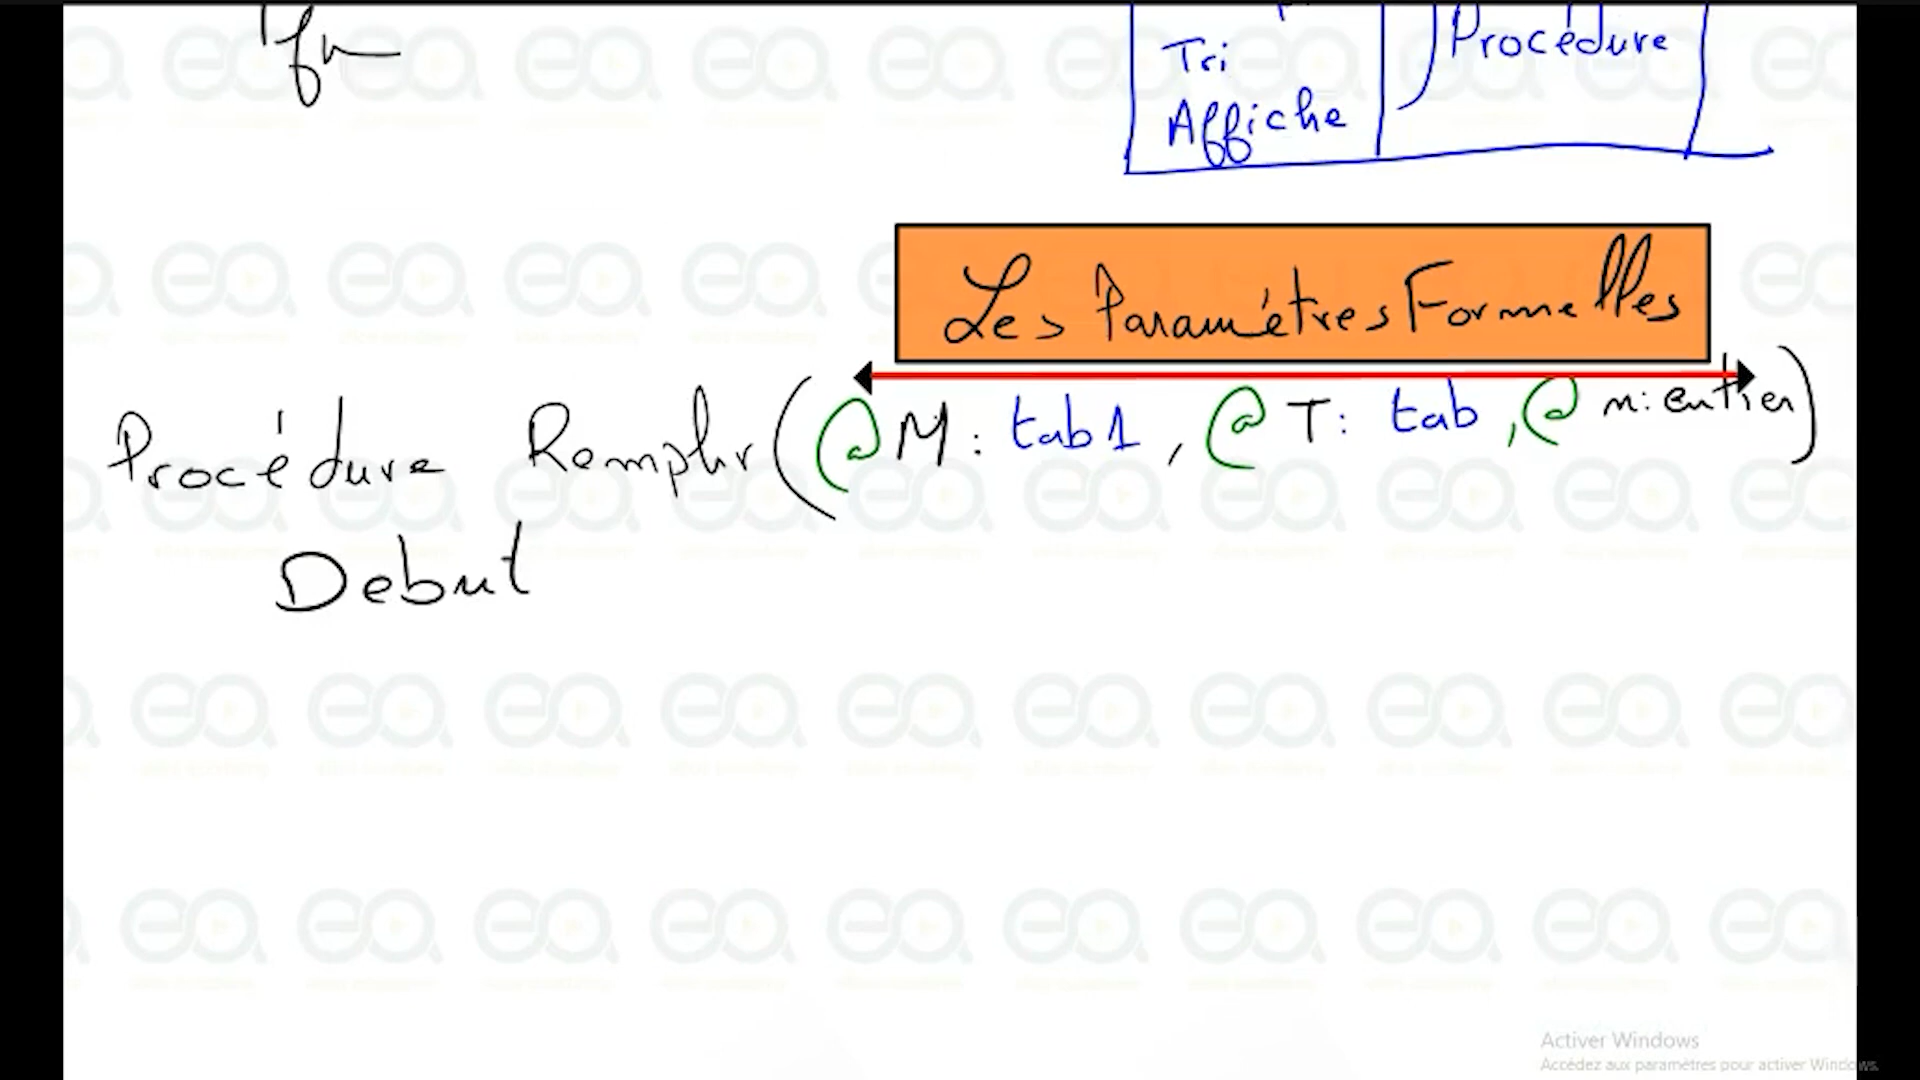 fn
Procédure
Tri
Affiche
Les Paramétres Formelles
Procédure Remplir(@M: tab1, @ T: tab, @ n: entier)
Debut
Activer Windows
Accédez aux paramètres pour activer Windows.